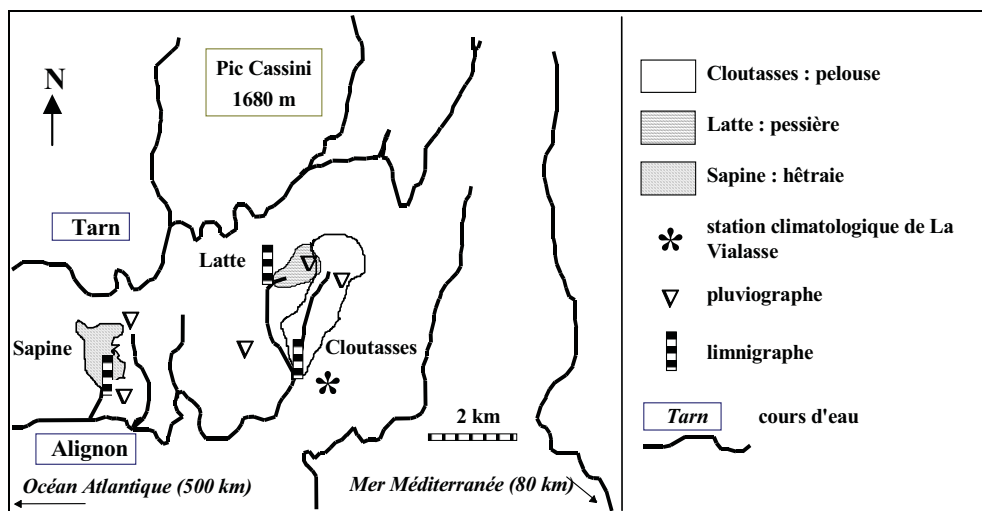 Pic Cassini
1680 m
N
Tarn
Latte
Sapine
Cloutasses
2 km
Alignon
Océan Atlantique (500 km)
Mer Méditerranée (80 km)
Cloutasses : pelouse
Latte : pessière
Sapine : hêtraie
station climatologique de La
Vialasse
pluviographe
limnigraphe
Tarn cours d'eau